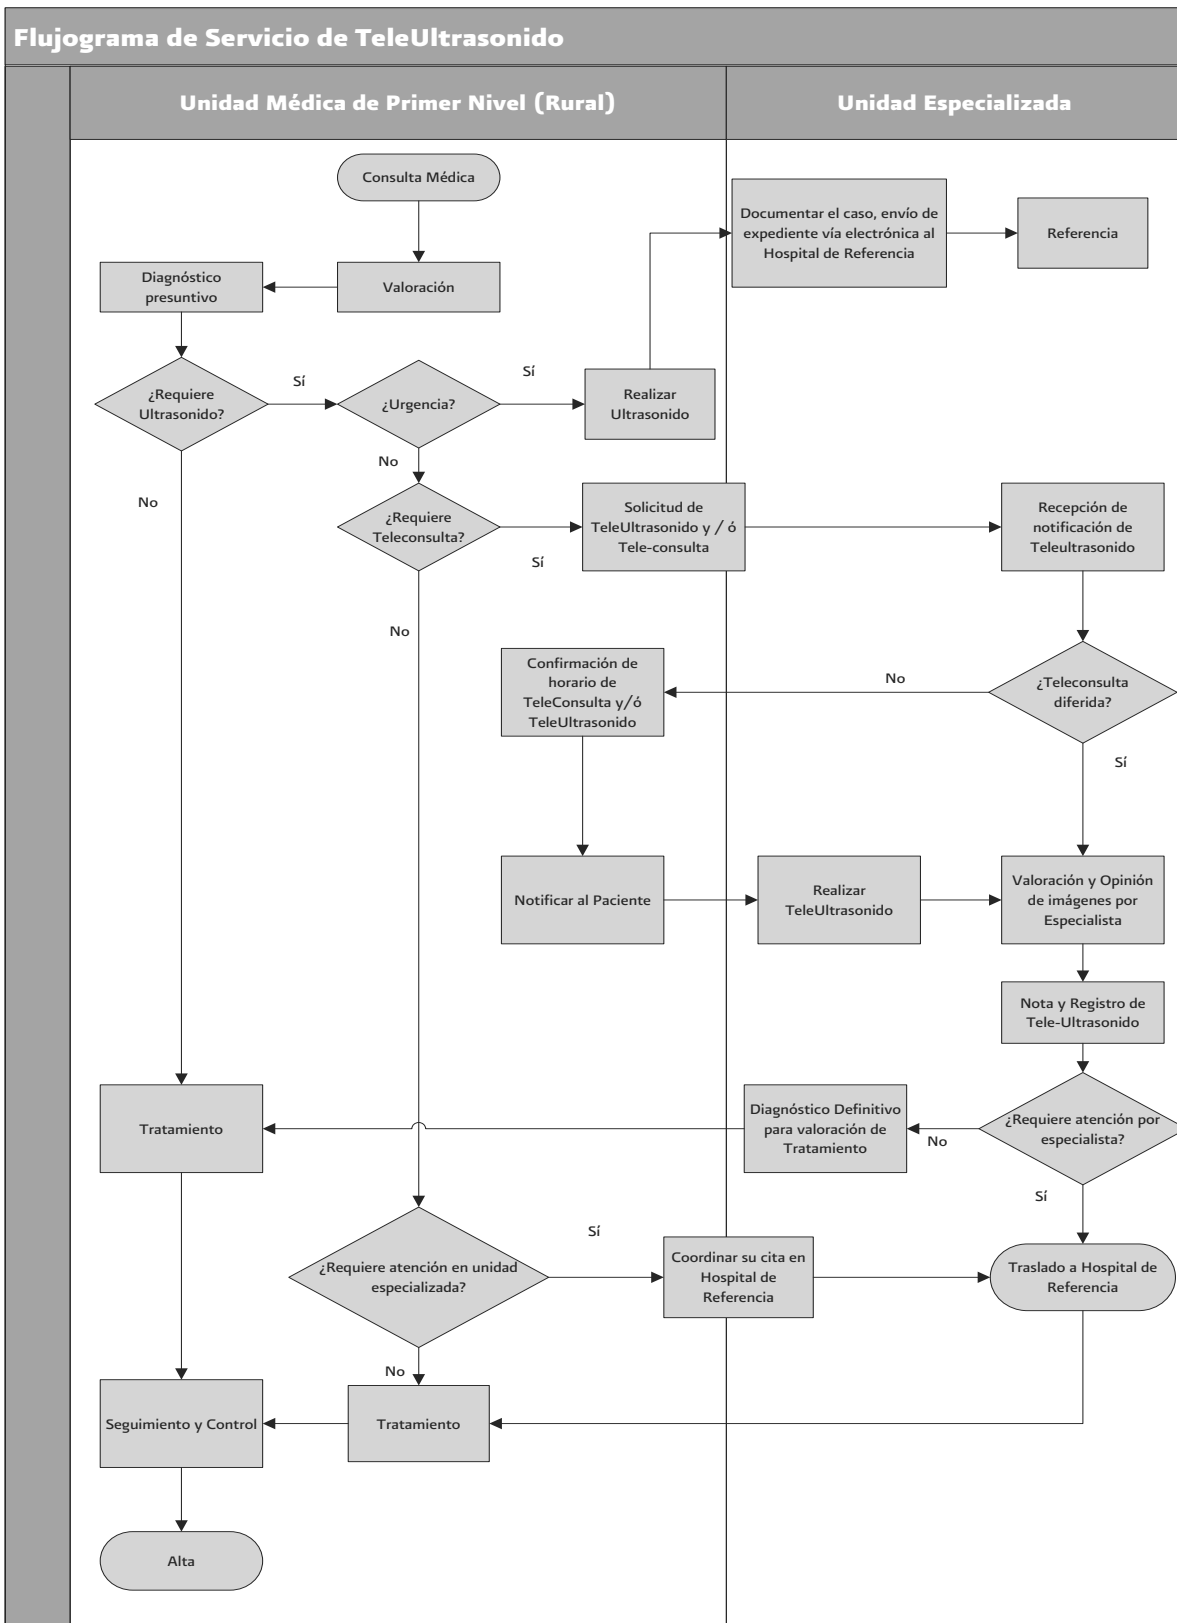 Flujograma de Servicio de TeleUltrasonido
Unidad Médica de Primer Nivel (Rural)
Unidad Especializada
Consulta Médica
Documentar el caso, envío de
expediente vía electrónica al
Hospital de Referencia
Referencia
Diagnóstico
presuntivo
Valoración
¿Requiere
Ultrasonido?
Sí
¿Urgencia?
Sí
Realizar
Ultrasonido
No
No
¿Requiere
Teleconsulta?
Sí
Solicitud de
TeleUltrasonido y / ó
Tele-consulta
Recepción de
notificación de
Teleultrasonido
No
Confirmación de
horario de
TeleConsulta y/ó
TeleUltrasonido
No
¿Teleconsulta
diferida?
Sí
Notificar al Paciente
Realizar
TeleUltrasonido
Valoración y Opinión
de imágenes por
Especialista
Nota y Registro de
Tele-Ultrasonido
Tratamiento
Diagnóstico Definitivo
para valoración de
Tratamiento
No
¿Requiere atención por
especialista?
Sí
¿Requiere atención en unidad
especializada?
Sí
Coordinar su cita en
Hospital de
Referencia
Traslado a Hospital de
Referencia
No
Seguimiento y Control
Tratamiento
Alta